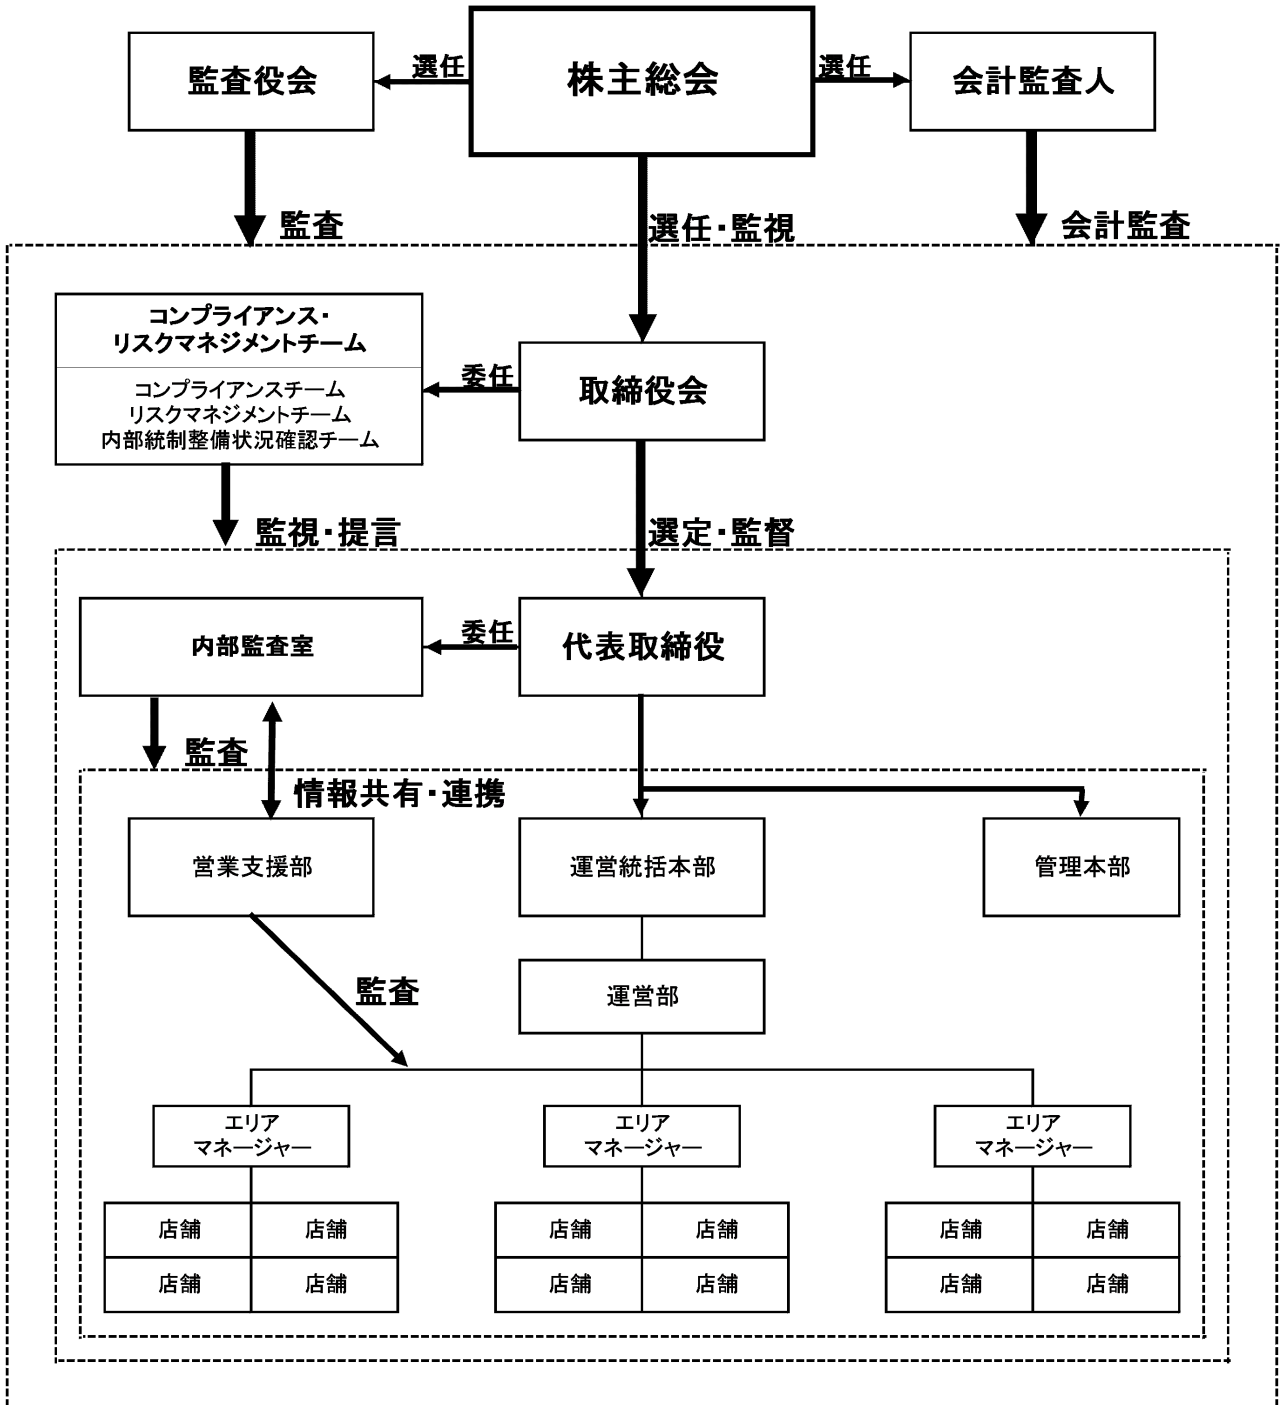 監査役会
選任
株主総会
選任
会計監査人
監査
選任・監視
会計監査
コンプライアンス・
リスクマネジメントチーム
コンプライアンスチーム
リスクマネジメントチーム
内部統制整備状況確認チーム
委任
取締役会
監視・提言
選定・監督
内部監査室
委任
代表取締役
監査
情報共有・連携
営業支援部
運営統括本部
管理本部
監査
運営部
エリア
マネージャー
エリア
マネージャー
エリア
マネージャー
店舗
店舗
店舗
店舗
店舗
店舗
店舗
店舗
店舗
店舗
店舗
店舗